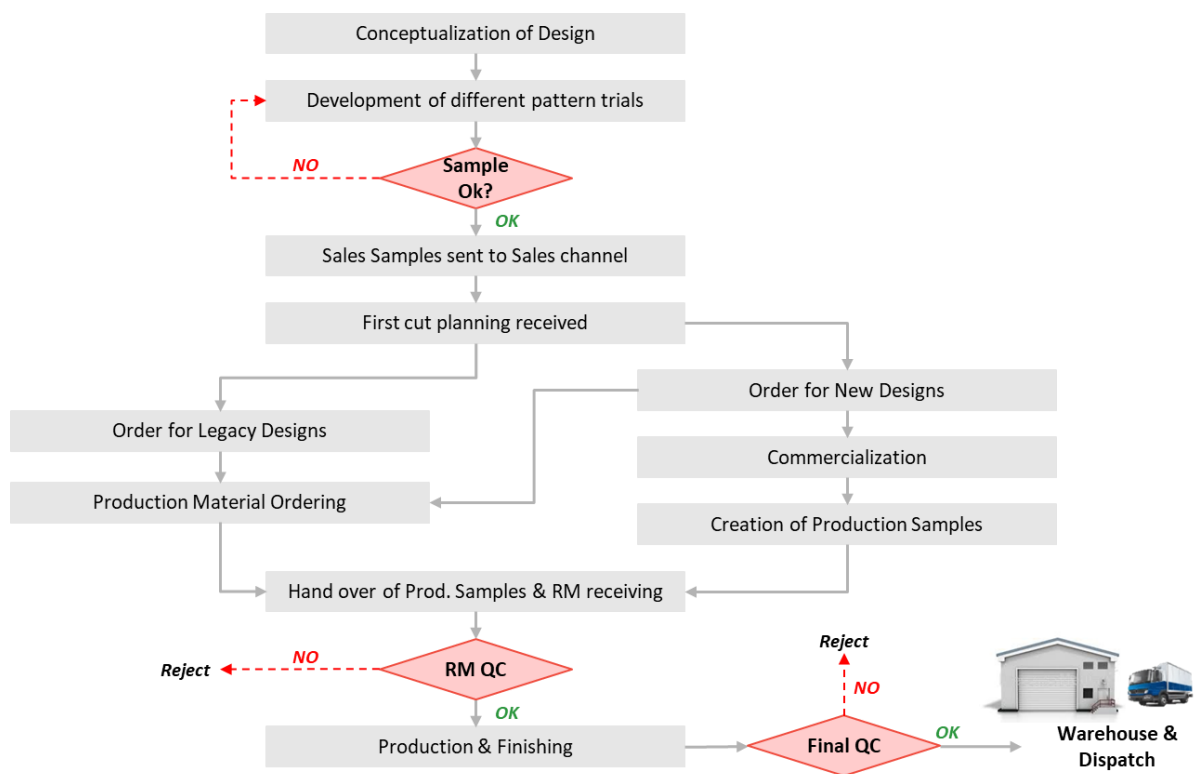 Conceptualization of Design
Development of different pattern trials
NO
Sample
Ok?
OK
Sales Samples sent to Sales channel
First cut planning received
Order for New Designs
Order for Legacy Designs
Commercialization
Production Material Ordering
Creation of Production Samples
Hand over of Prod. Samples & RM receiving
Reject
NO
RM QC
OK
Production & Finishing
Reject
NO
Final QC
OK
Warehouse &
Dispatch